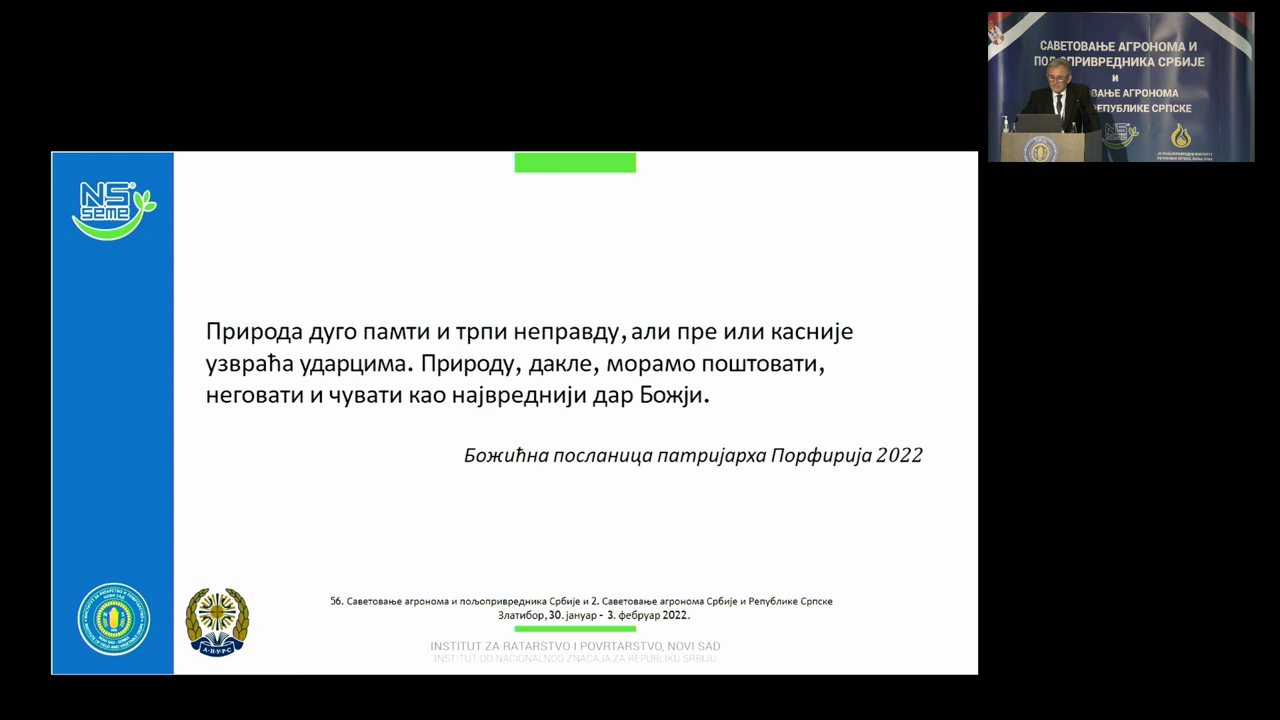 САВЕТОВАЊЕ АГРОНОМА И
ПОЉОПРИВРЕДНИКА СРБИЈЕ
и
АГРОНОМА
РЕПУБЛИКЕ СРПСКЕ
NS
seme
Природа дуго памти и трпи неправду, али пре или касније
узвраћа ударцима. Природу, дакле, морамо поштовати,
неговати и чувати као највреднији дар Божји.
Божићна посланица патријарха Порфирија 2022
А·Н·У·Р·С
56. Саветовање агронома и пољопривредника Србије и 2. Саветовање агронома Србије и Републике Српске
Златибор, 30. јануар - 3. фебруар 2022.
INSTITUT ZA RATARSTVO I POVRTARSTVO, NOVI SAD
INSTITUT OD NACIONALNOG ZNAČAJA ZA REPUBLIKU SRBIJU